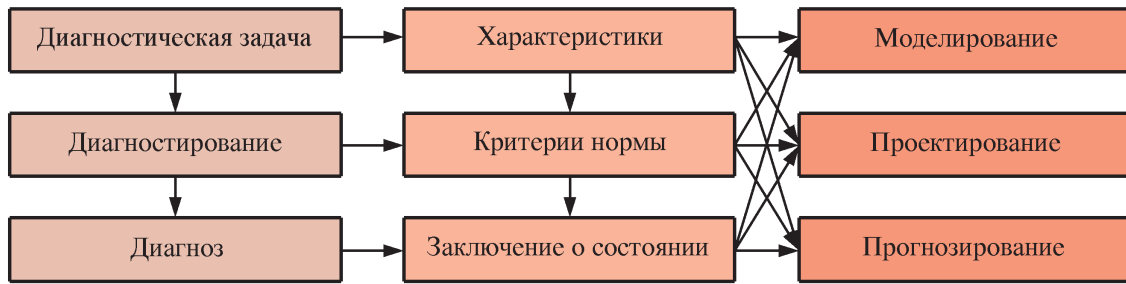 Диагностическая задача
Характеристики
Моделирование
Диагностирование
Критерии нормы
Проектирование
Диагноз
Заключение о состоянии
Прогнозирование